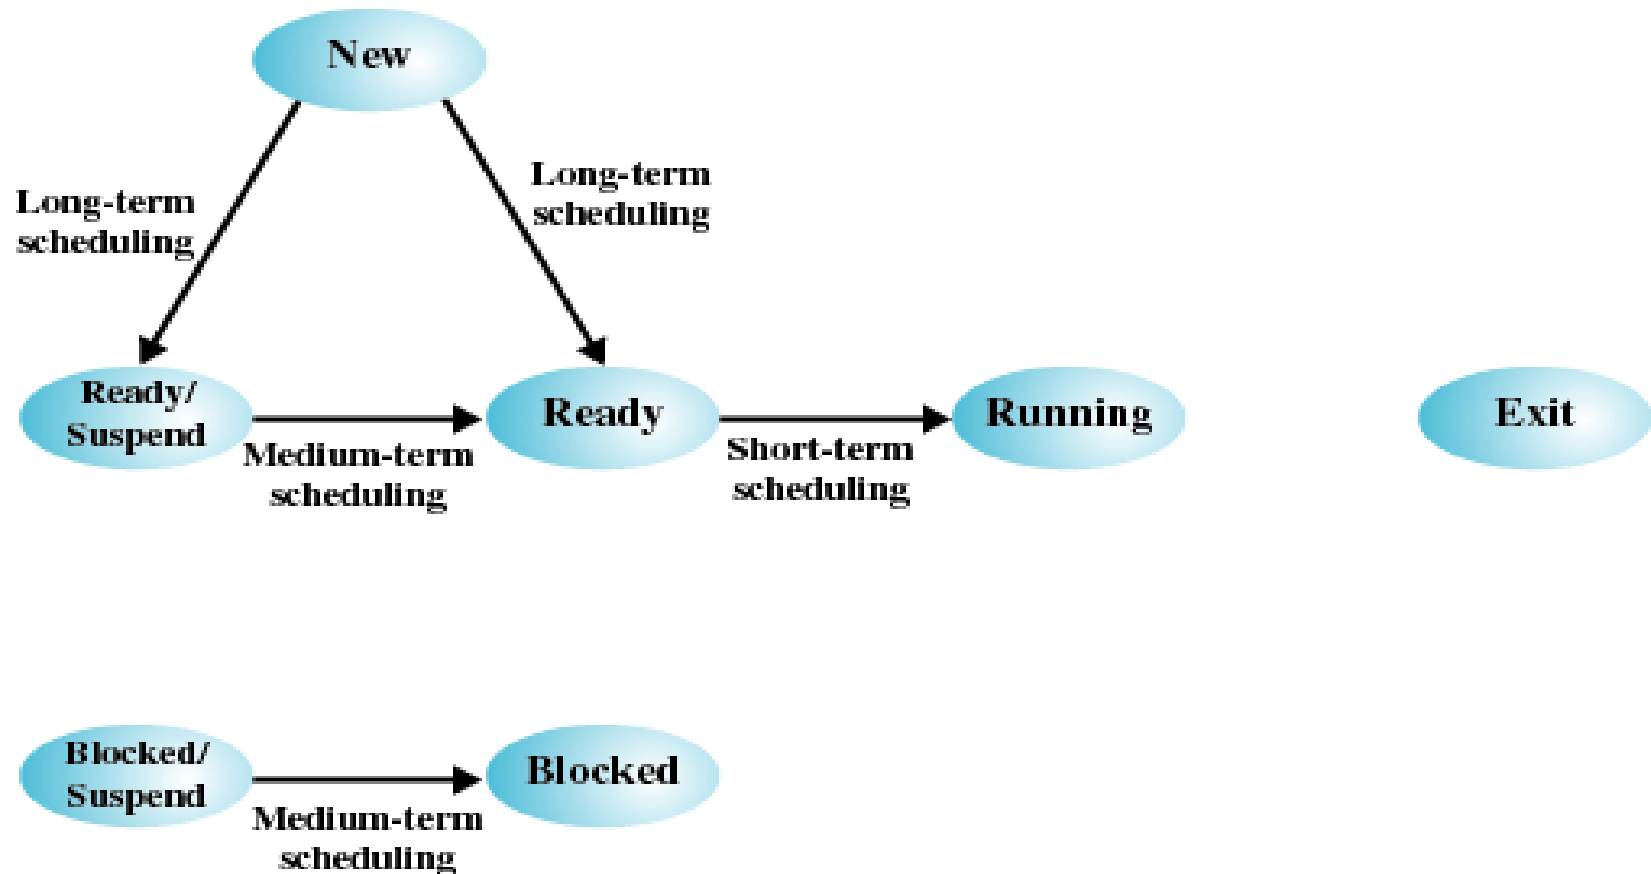 New
Long-term
scheduling
Long-term
scheduling
Ready/
Suspend
Medium-term
scheduling
Ready
Short-term
scheduling
Running
Exit
Blocked/
Suspend
Medium-term
scheduling
Blocked